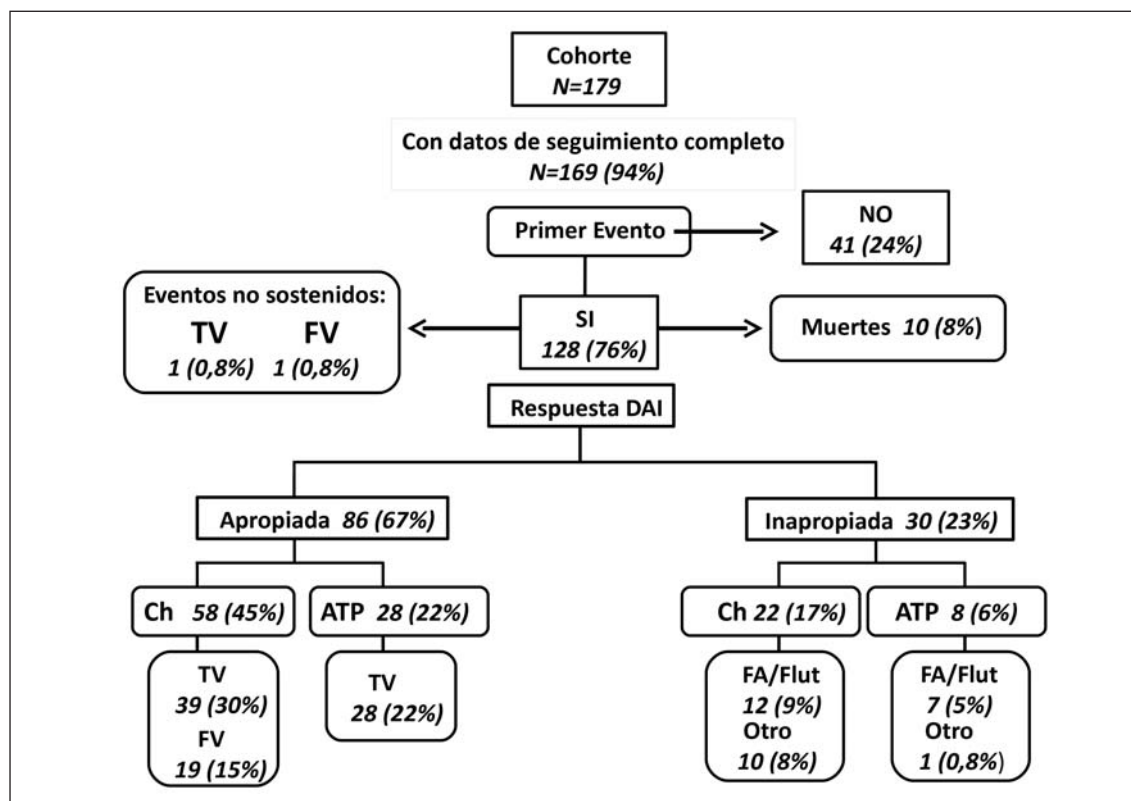 Cohorte
N=179
Con datos de seguimiento completo
N=169 (94%)
Primer Evento
NO
41 (24%)
Eventos no sostenidos:
TV FV
1 (0,8%) 1 (0,8%)
SI
128 (76%)
Muertes 10 (8%)
Respuesta DAI
Apropiada 86 (67%)
Inapropiada 30 (23%)
Ch 58 (45%)
ATP 28 (22%)
Ch 22 (17%)
ATP 8 (6%)
TV
39 (30%)
FV
19 (15%)
TV
28 (22%)
FA/Flut
12 (9%)
Otro
10 (8%)
FA/Flut
7 (5%)
Otro
1 (0,8%)